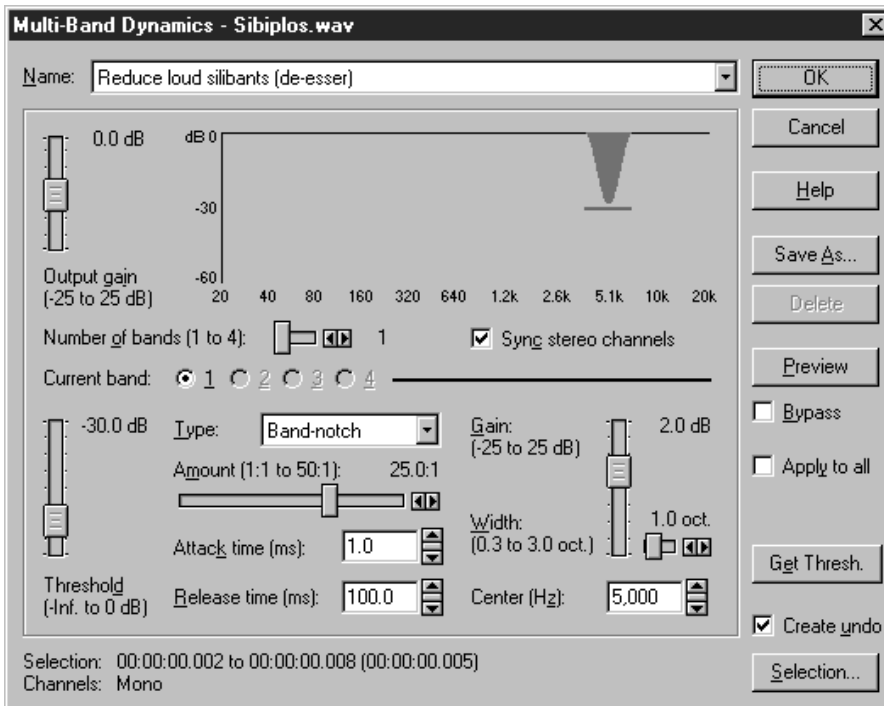 Multi-Band Dynamics - Sibiplos.wav
Name: Reduce loud silibants (de-esser)
OK
Cancel
Help
Save As...
Delete
Preview
Bypass
Apply to all
Get Thresh.
Create undo
Selection...
0.0 dB
Output gain
(-25 to 25 dB)
dB 0
-30
-60
20 40 80 160 320 640 1.2k 2.6k 5.1k 10k 20k
Number of bands (1 to 4): 1
Sync stereo channels
Current band: 1 2 3 4
-30.0 dB
Threshold
(-Inf. to 0 dB)
Type: Band-notch
Amount (1:1 to 50:1): 25.0:1
Attack time (ms): 1.0
Release time (ms): 100.0
Gain: 2.0 dB
(-25 to 25 dB)
Width: 1.0 oct.
(0.3 to 3.0 oct.)
Center (Hz): 5,000
Selection: 00:00:00.002 to 00:00:00.008 (00:00:00.005)
Channels: Mono